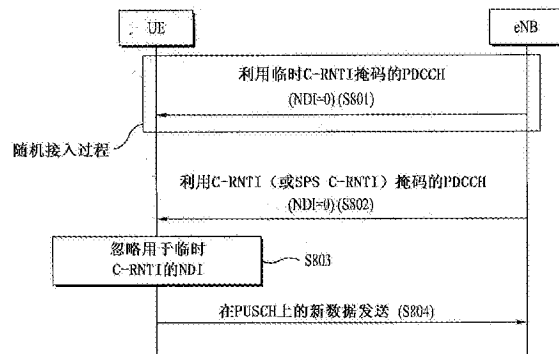 UE
eNB
利用临时C-RNTI掩码的PDCCH
(NDI=0)(S801)
随机接入过程
利用C-RNTI（或SPS C-RNTI）掩码的PDCCH
(NDI=0)(S802)
忽略用于临时
C-RNTI的NDI
S803
在PUSCH上的新数据发送 (S804)